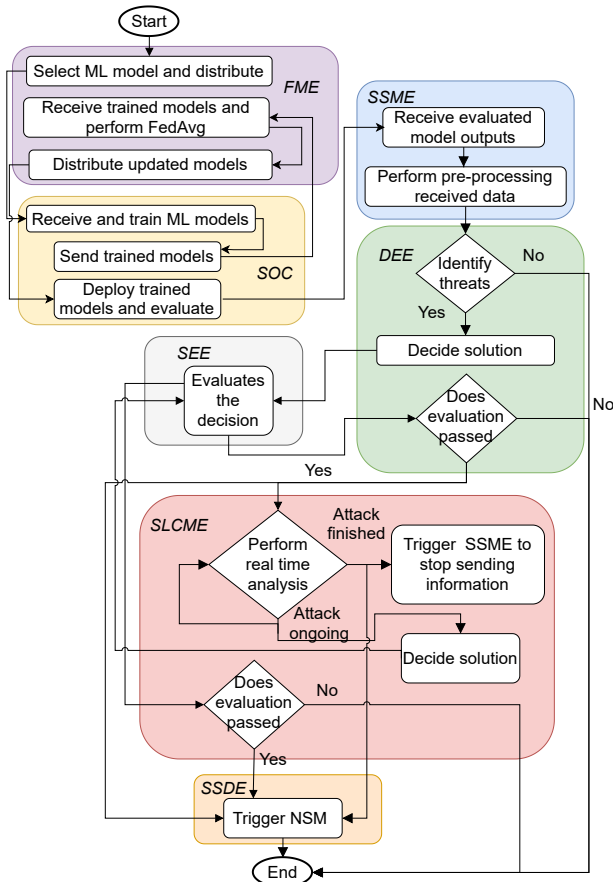 Start
Select ML model and distribute
FME
Receive trained models and
perform FedAvg
Distribute updated models
SSME
Receive evaluated
model outputs
Perform pre-processing
received data
Receive and train ML models
Send trained models
SOC
Deploy trained
models and evaluate
DEE
Identify
threats
No
Yes
Decide solution
SEE
Evaluates
the
decision
Does
evaluation
passed
No
Yes
SLCME
Perform
real time
analysis
Attack
finished
Trigger SSME to
stop sending
information
Attack
ongoing
Decide solution
Does
evaluation
passed
No
Yes
SSDE
Trigger NSM
End